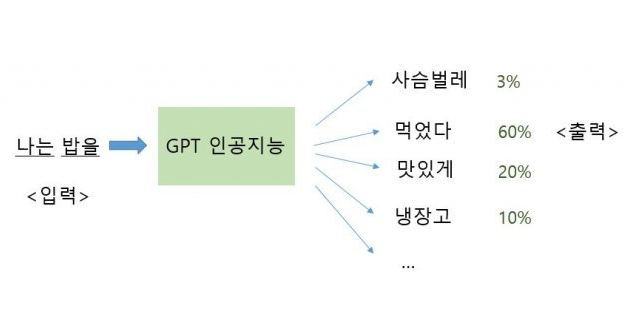 나는 밥을
<입력>
GPT 인공지능
사슴벌레 3%
먹었다 60% <출력>
맛있게 20%
냉장고 10%
...